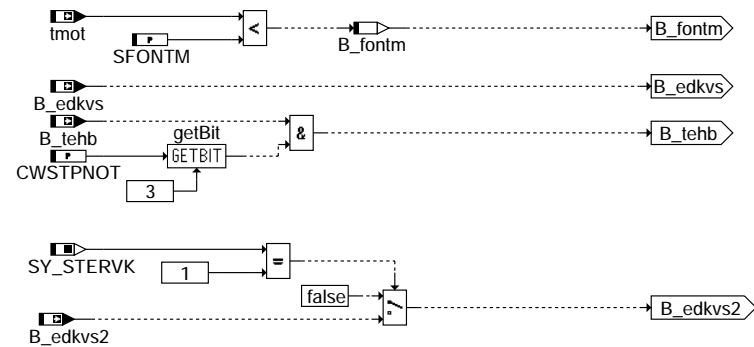 tmot
SFONTM
P
<
B_fontm
B_fontm
B_edkvs
B_edkvs
B_tehb
getBit
&
B_tehb
P
GETBIT
CWSTPNOT
3
SY_STERVK
1
=
false
B_edkvs2
B_edkvs2